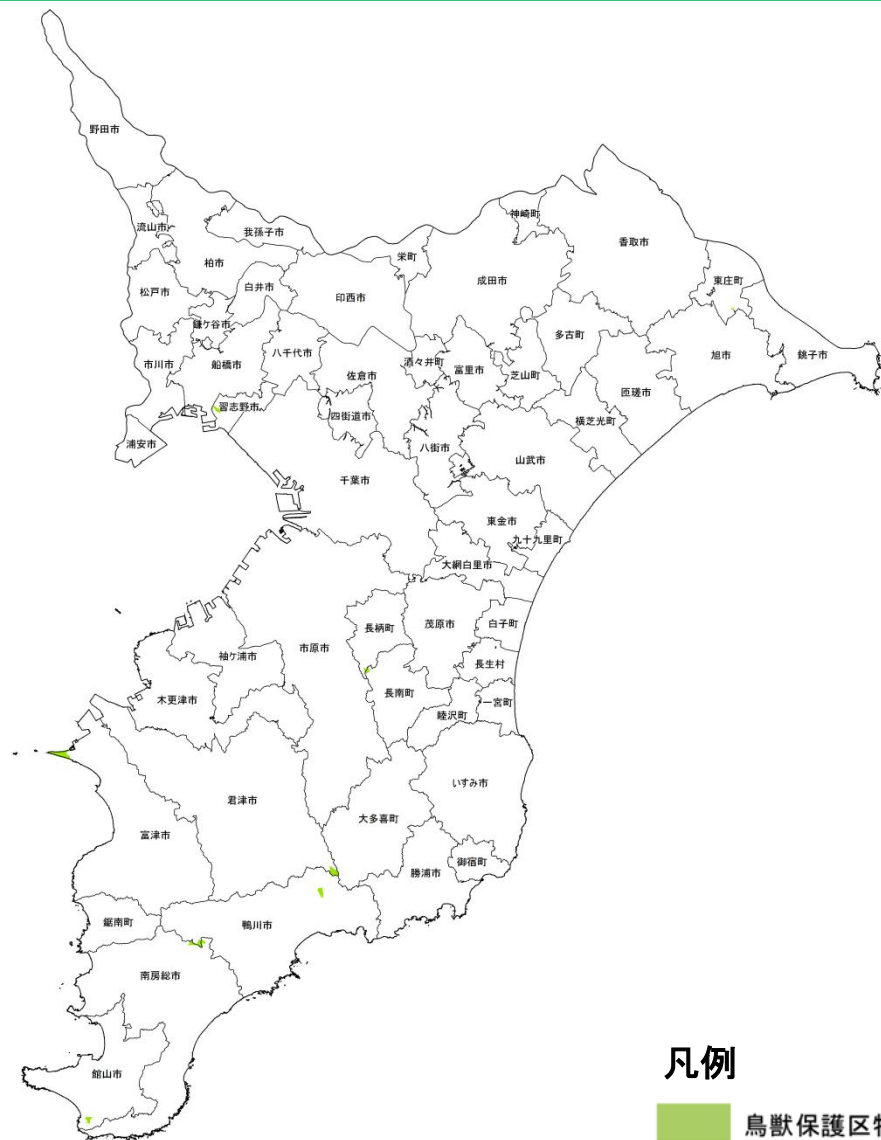 野田市
流山市
我孫子市
柏市
松戸市
白井市
鎌ケ谷市
市川市
船橋市
八千代市
習志野市
浦安市
印西市
栄町
成田市
神崎町
香取市
東庄町
銚子市
旭市
匝瑳市
多古町
芝山町
横芝光町
富里市
酒々井町
佐倉市
四街道市
八街市
山武市
千葉市
東金市
九十九里町
大網白里市
市原市
長柄町
茂原市
白子町
長生村
長南町
一宮町
睦沢町
袖ケ浦市
木更津市
君津市
富津市
いすみ市
大多喜町
勝浦市
御宿町
鴨川市
鋸南町
南房総市
館山市
凡例
鳥獣保護区